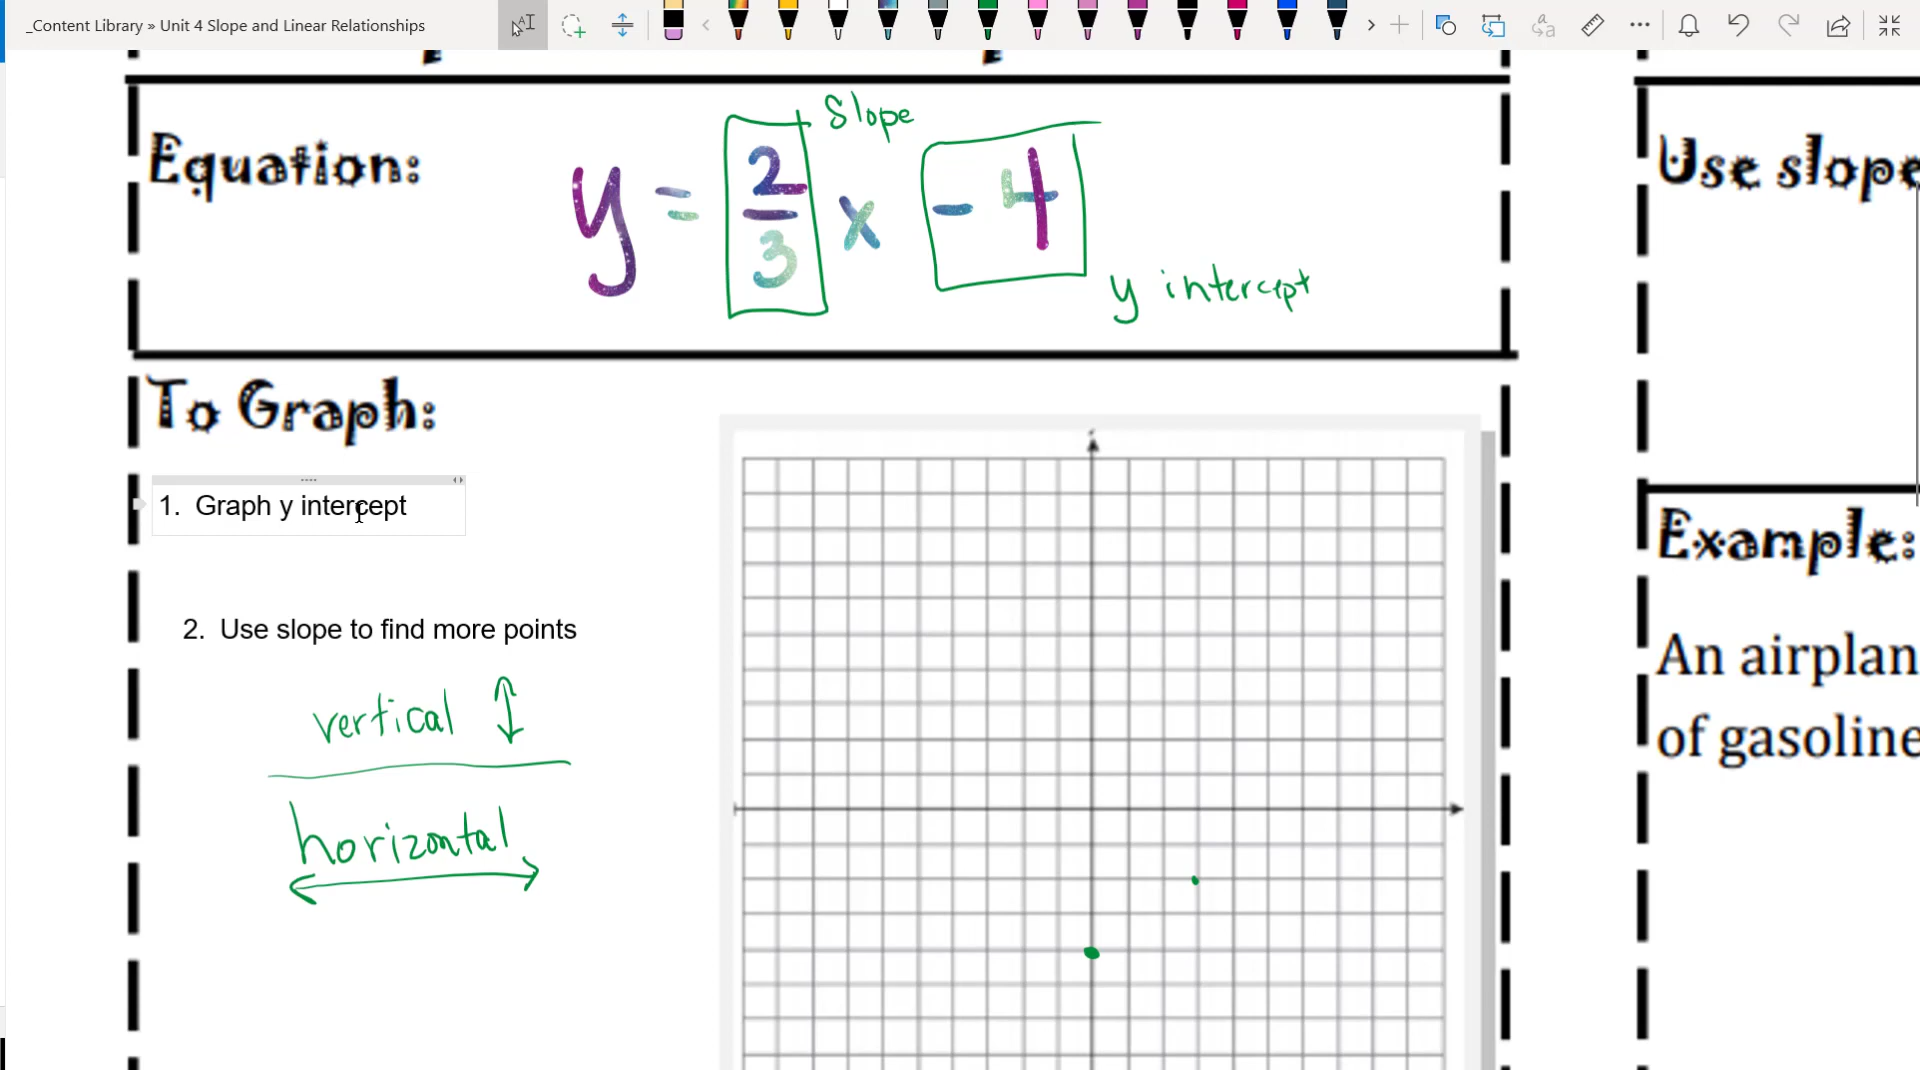 _Content Library » Unit 4 Slope and Linear Relationships
Equation:
y = 2/3 x - 4
Slope
y intercept
To Graph:
1. Graph y intercept
2. Use slope to find more points
vertical ↕
horizontal
↔
Use slope
Example:
An airplan
of gasoline